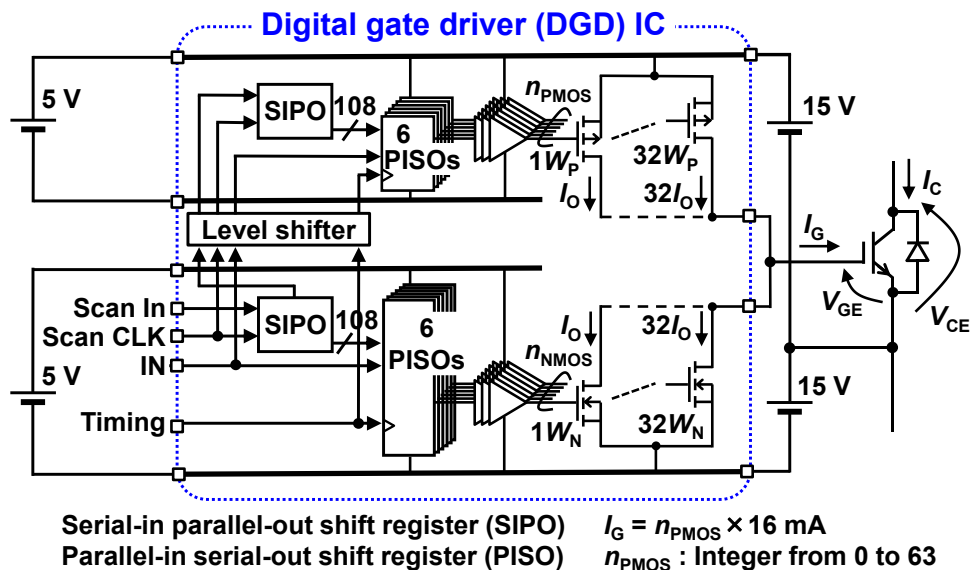 Digital gate driver (DGD) IC
5 V
SIPO
108
6
PISOs
nPMOS
1WP
32WP
IO
32IO
15 V
Level shifter
IG
IC
VGE
VCE
Scan In
Scan CLK
IN
Timing
5 V
SIPO
108
6
PISOs
nNMOS
IO
32IO
1WN
32WN
15 V
Serial-in parallel-out shift register (SIPO) IG = nPMOS × 16 mA
Parallel-in serial-out shift register (PISO) nPMOS : Integer from 0 to 63